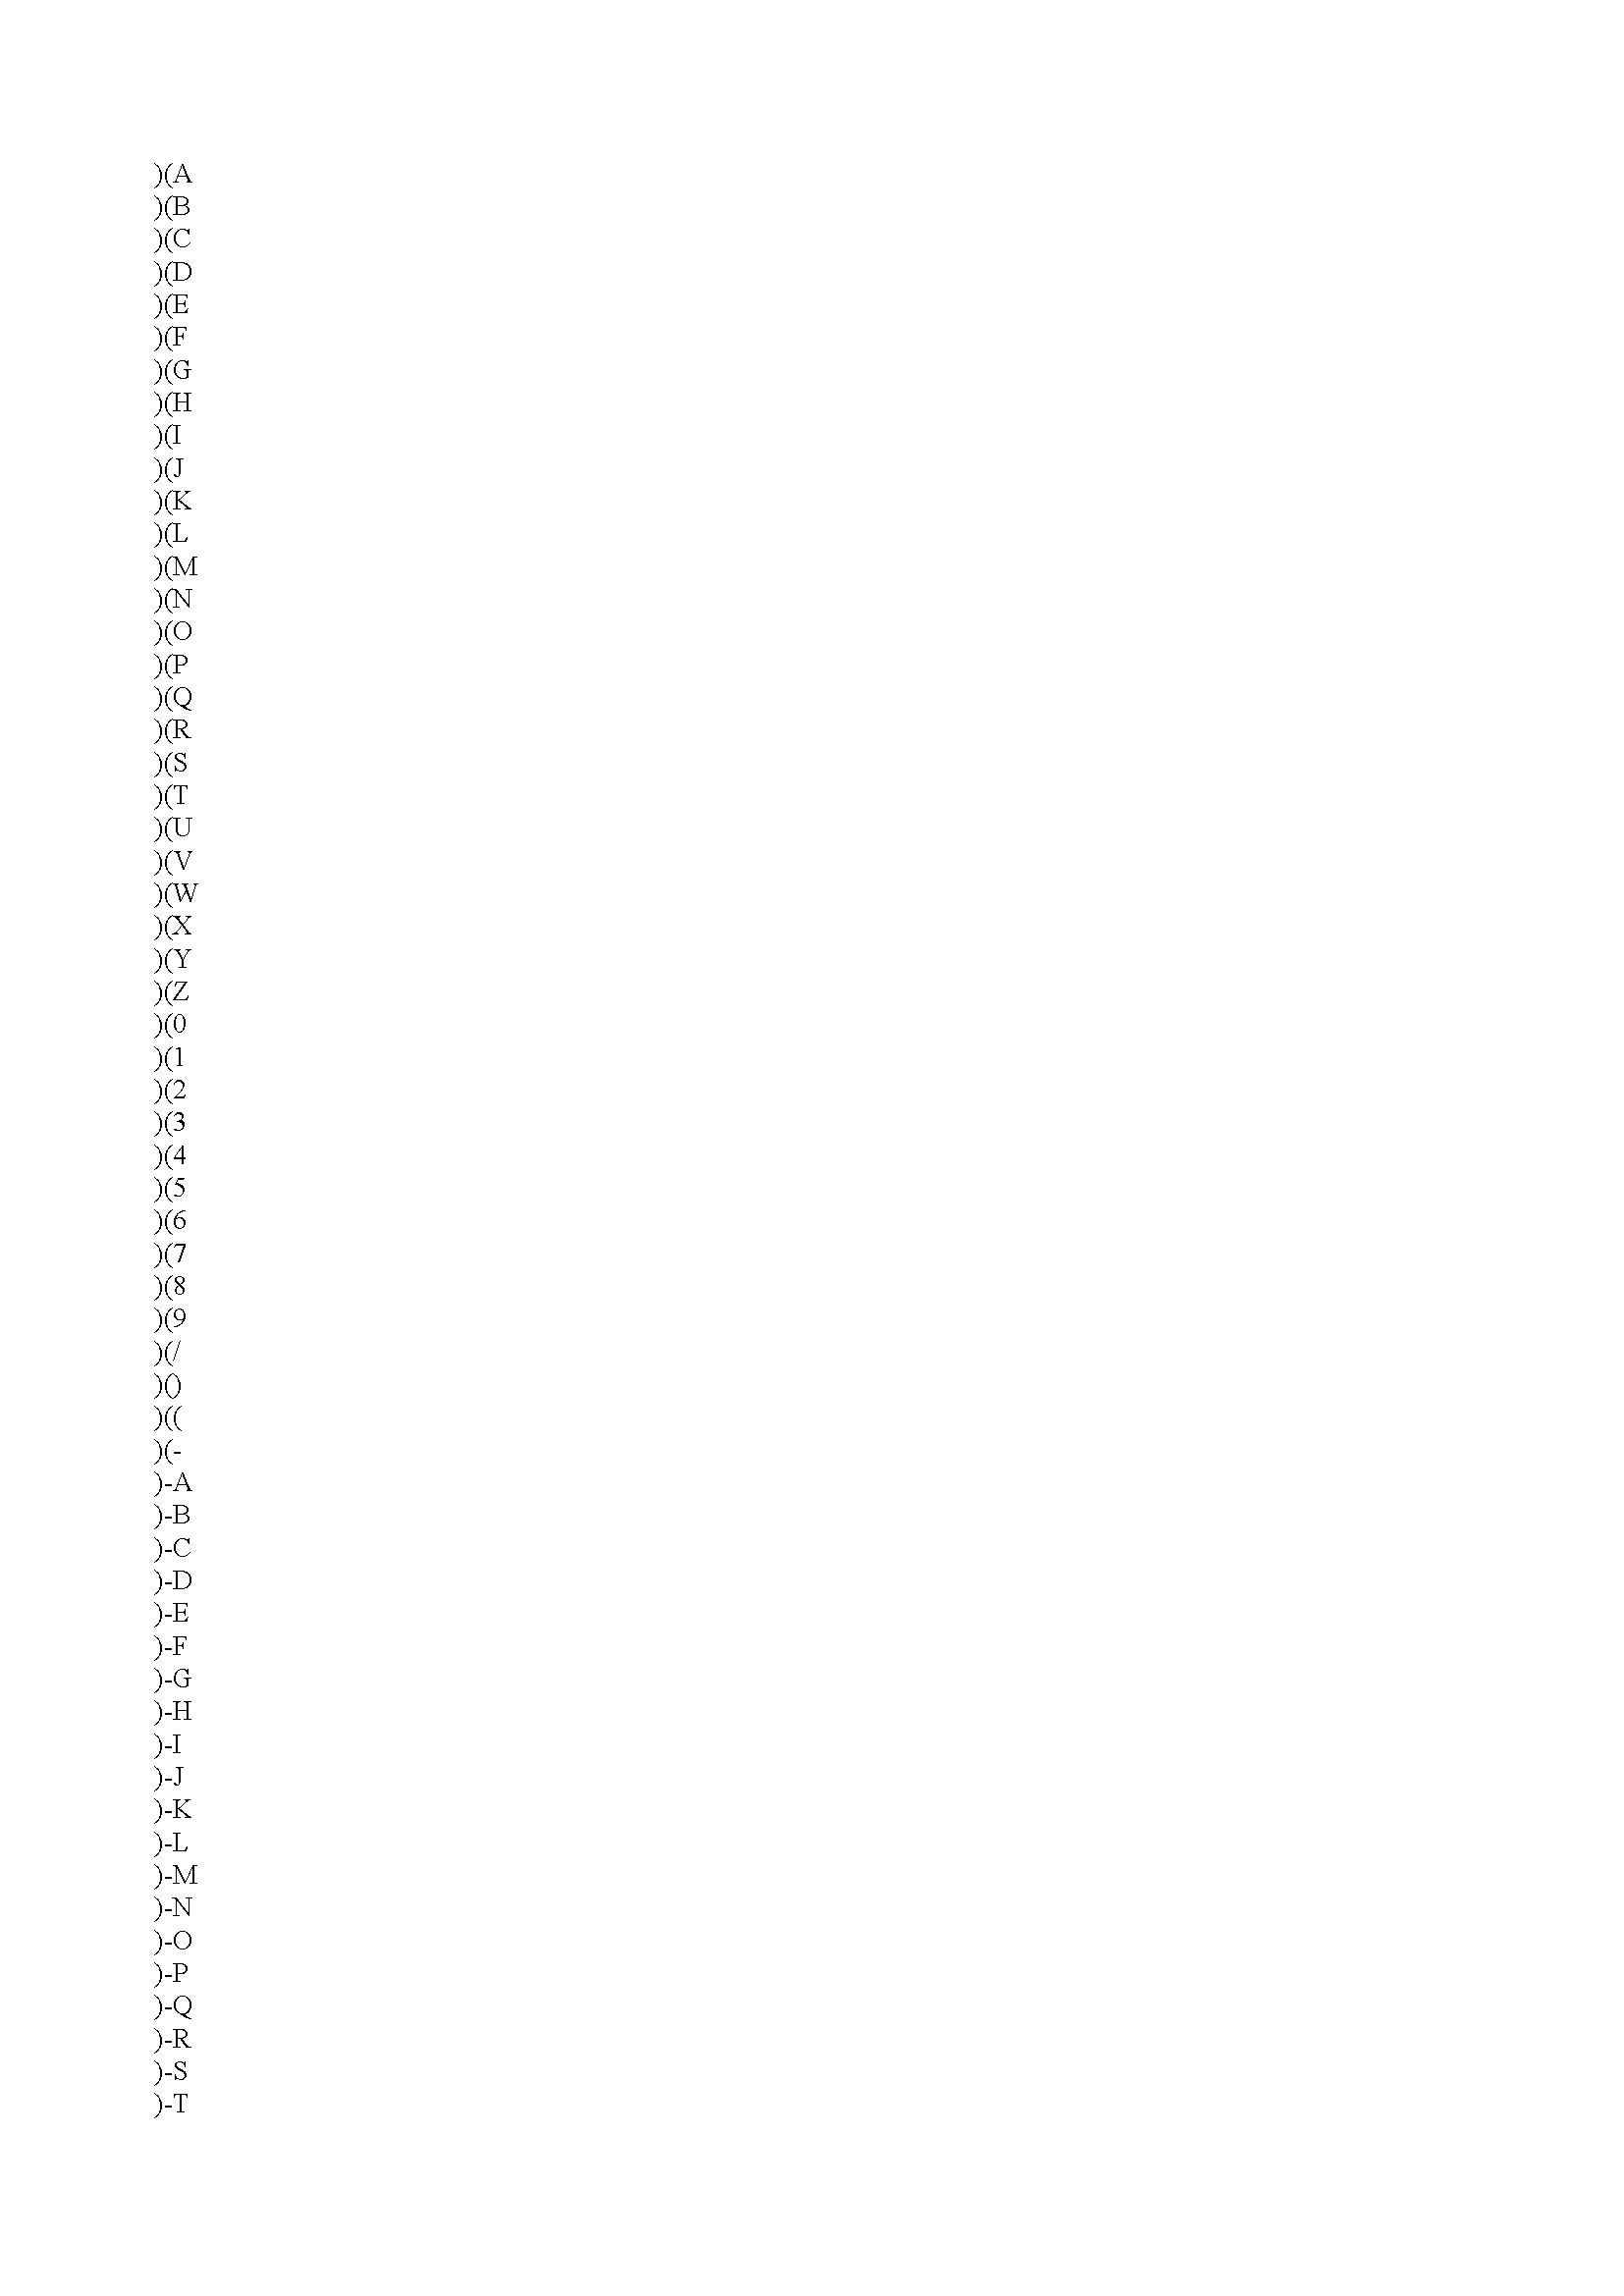 )(A
)(B
)(C
)(D
)(E
)(F
)(G
)(H
)(I
)(J
)(K
)(L
)(M
)(N
)(O
)(P
)(Q
)(R
)(S
)(T
)(U
)(V
)(W
)(X
)(Y
)(Z
)(0
)(1
)(2
)(3
)(4
)(5
)(6
)(7
)(8
)(9
)(/
)()
)((
)(-
)-A
)-B
)-C
)-D
)-E
)-F
)-G
)-H
)-I
)-J
)-K
)-L
)-M
)-N
)-O
)-P
)-Q
)-R
)-S
)-T